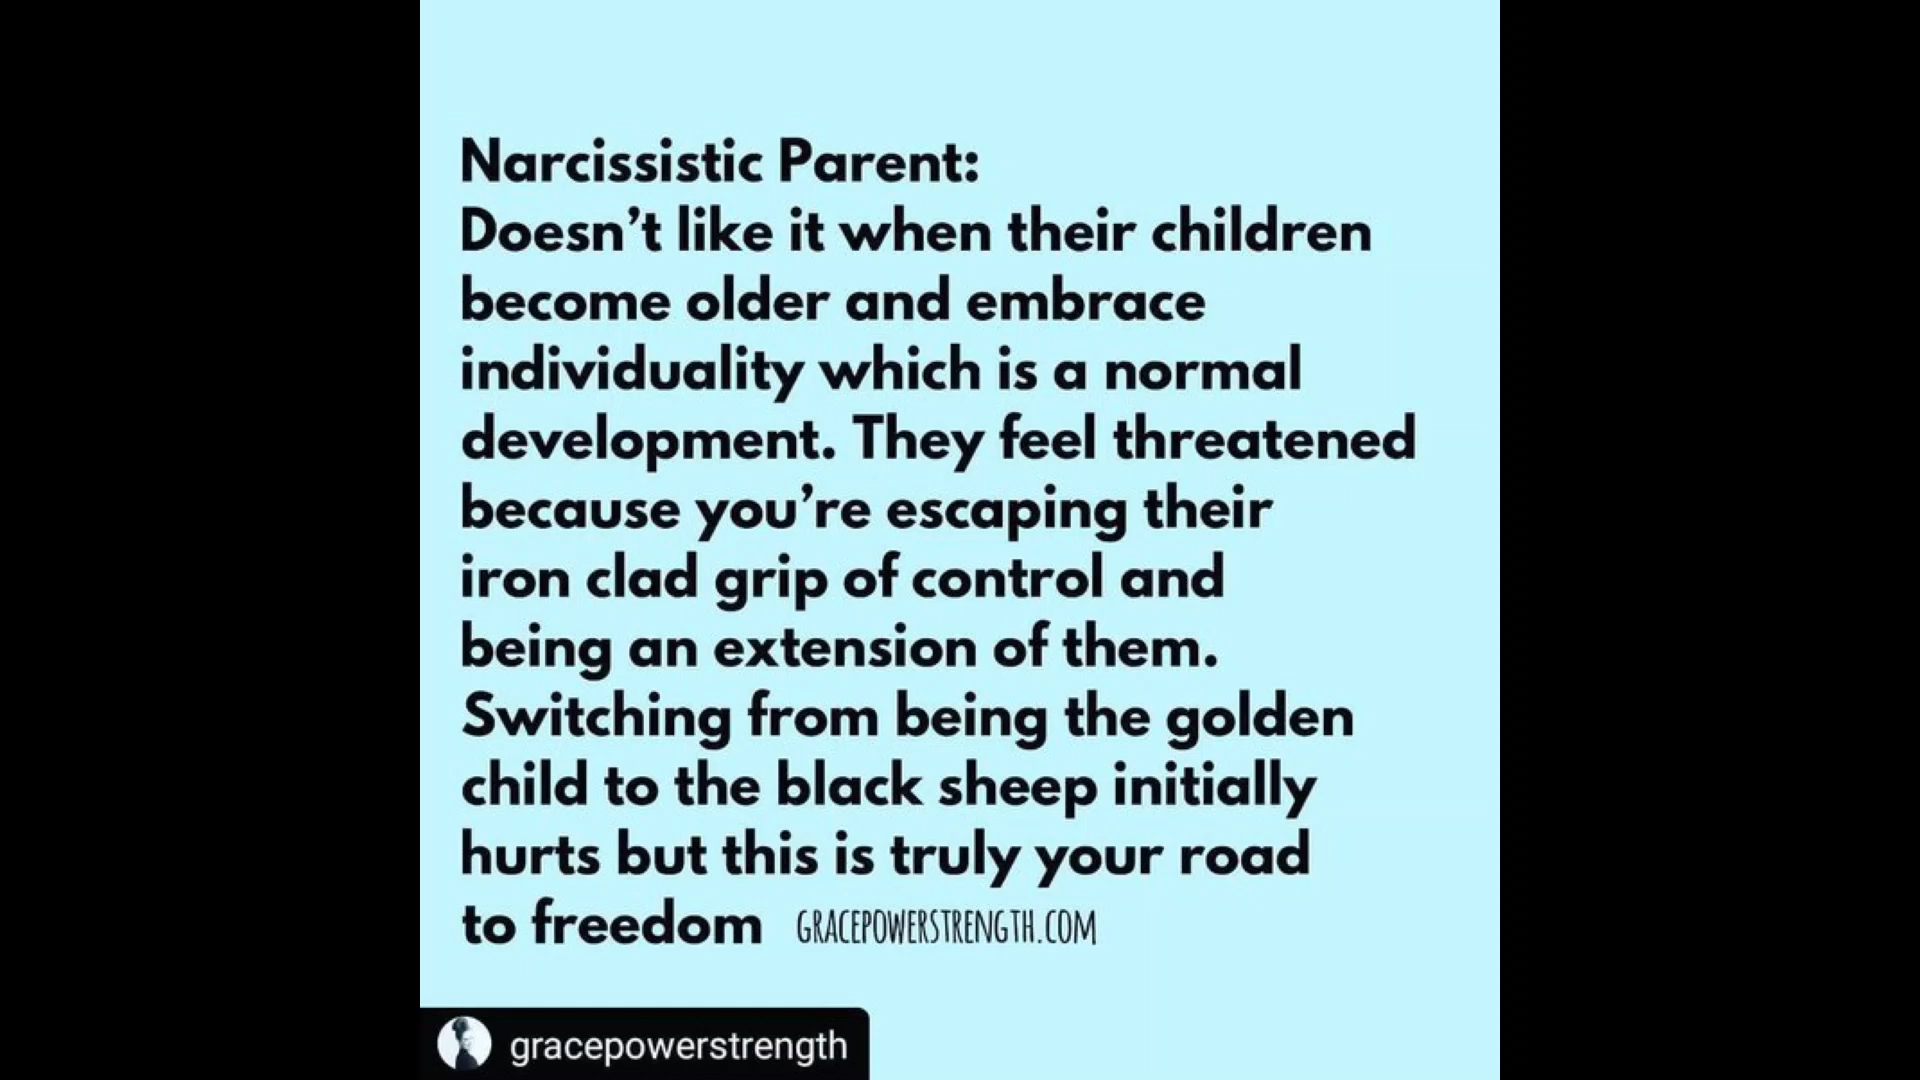 Narcissistic Parent:
Doesn’t like it when their children
become older and embrace
individuality which is a normal
development. They feel threatened
because you’re escaping their
iron clad grip of control and
being an extension of them.
Switching from being the golden
child to the black sheep initially
hurts but this is truly your road
to freedom GRACEPOWERSTRENGTH.COM
gracepowerstrength